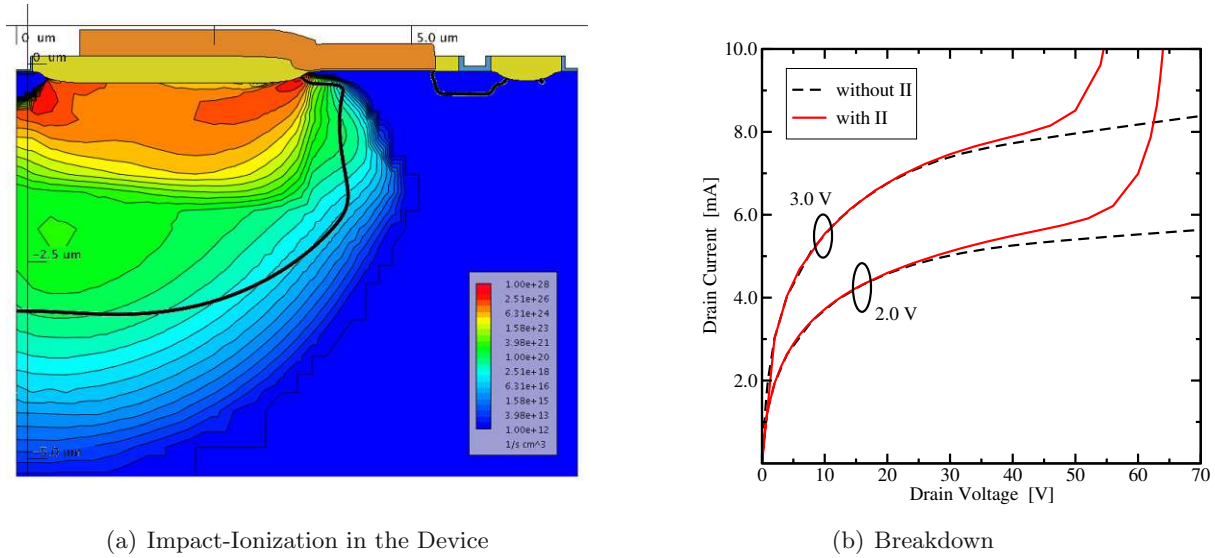 0 um
5.0 um
0 um
-2.5 um
-5.0 um
1.00e+28
2.51e+26
6.31e+24
1.58e+23
3.98e+21
1.00e+20
2.51e+18
6.31e+16
1.58e+15
3.98e+13
1.00e+12
1/s cm^3
(a) Impact-Ionization in the Device
10.0
8.0
6.0
4.0
2.0
Drain Current [mA]
without II
with II
3.0 V
2.0 V
0 10 20 30 40 50 60 70
Drain Voltage [V]
(b) Breakdown